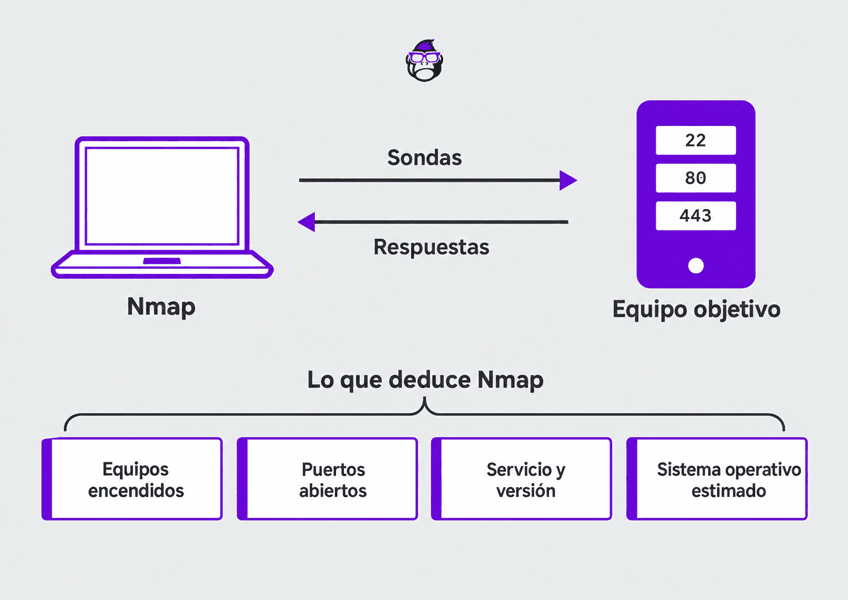 Sondas
22
80
443
Respuestas
Nmap
Equipo objetivo
Lo que deduce Nmap
Equipos
encendidos
Puertos
abiertos
Servicio y
versión
Sistema operativo
estimado